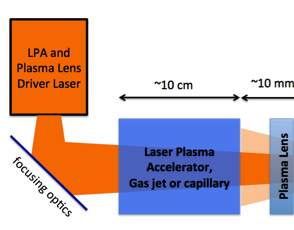 LPA and
Plasma Lens
Driver Laser
~10 cm
~10 mm
focusing optics
Laser Plasma
Accelerator,
Gas jet or capillary
Plasma Lens